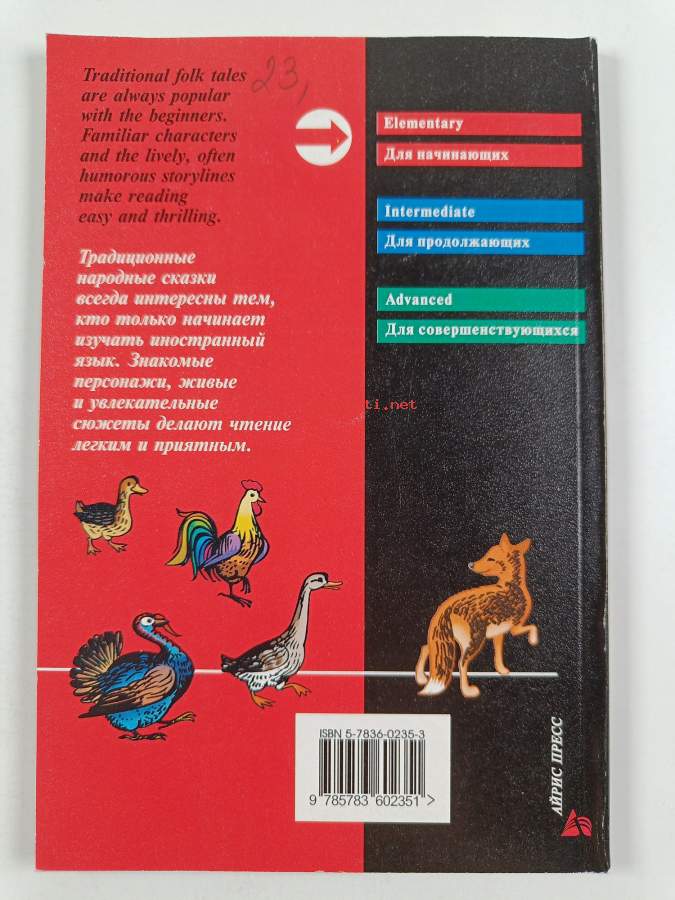 Traditional folk tales
are always popular
with the beginners.
Familiar characters
and the lively, often
humorous storylines
make reading
easy and thrilling.
23,
Традиционные
народные сказки
всегда интересны тем,
кто только начинает
изучать иностранный
язык. Знакомые
персонажи, живые
и увлекательные
сюжеты делают чтение
легким и приятным.
Elementary
Для начинающих
Intermediate
Для продолжающих
Advanced
Для совершенствующихся
ti.net
ISBN 5-7836-0235-3
9 785783 602351 >
АЙРИС ПРЕСС